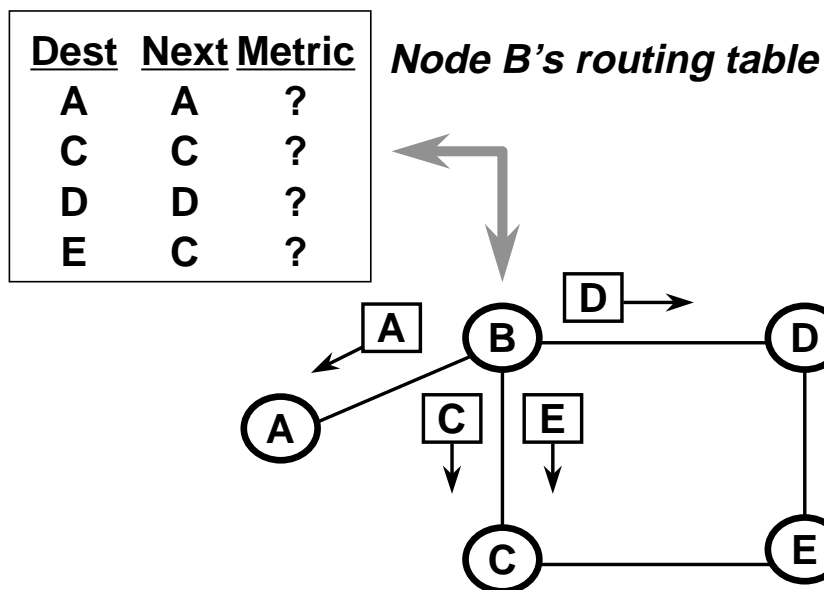 Dest Next Metric
A A ?
C C ?
D D ?
E C ?
Node B’s routing table
D
A
B
D
A
C
E
C
E